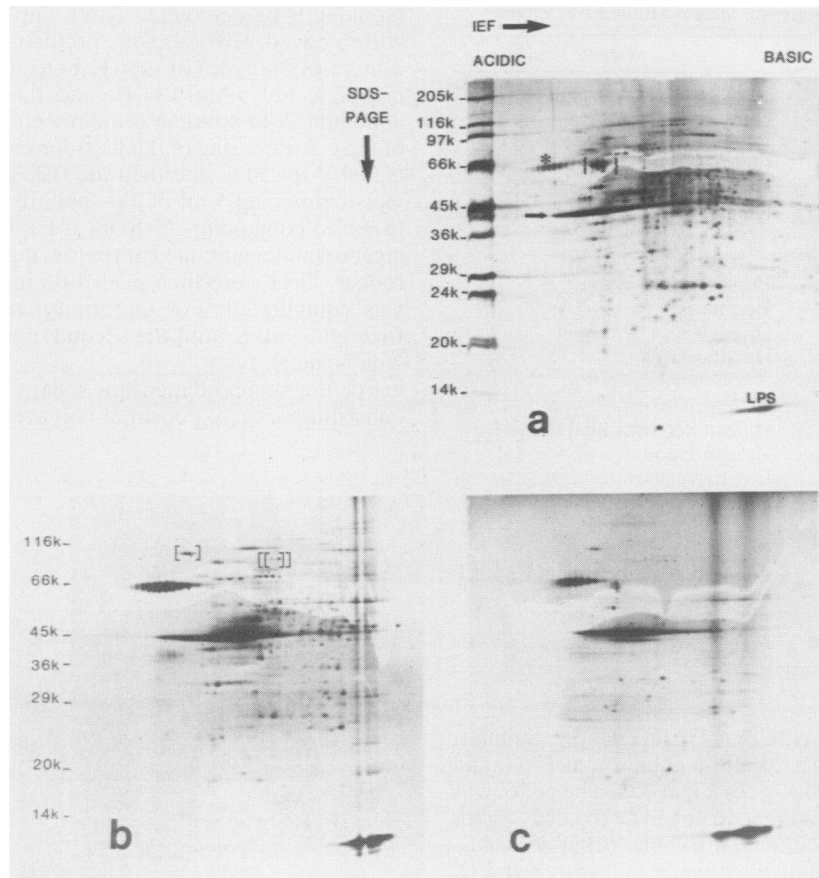 IEF
ACIDIC
BASIC
SDS-
PAGE
205k
116k
97k
66k
*
[ ]
45k
36k
29k
24k
20k
14k
LPS
a
116k
[ ]
[[ ]]
66k
45k
36k
29k
20k
14k
b
c